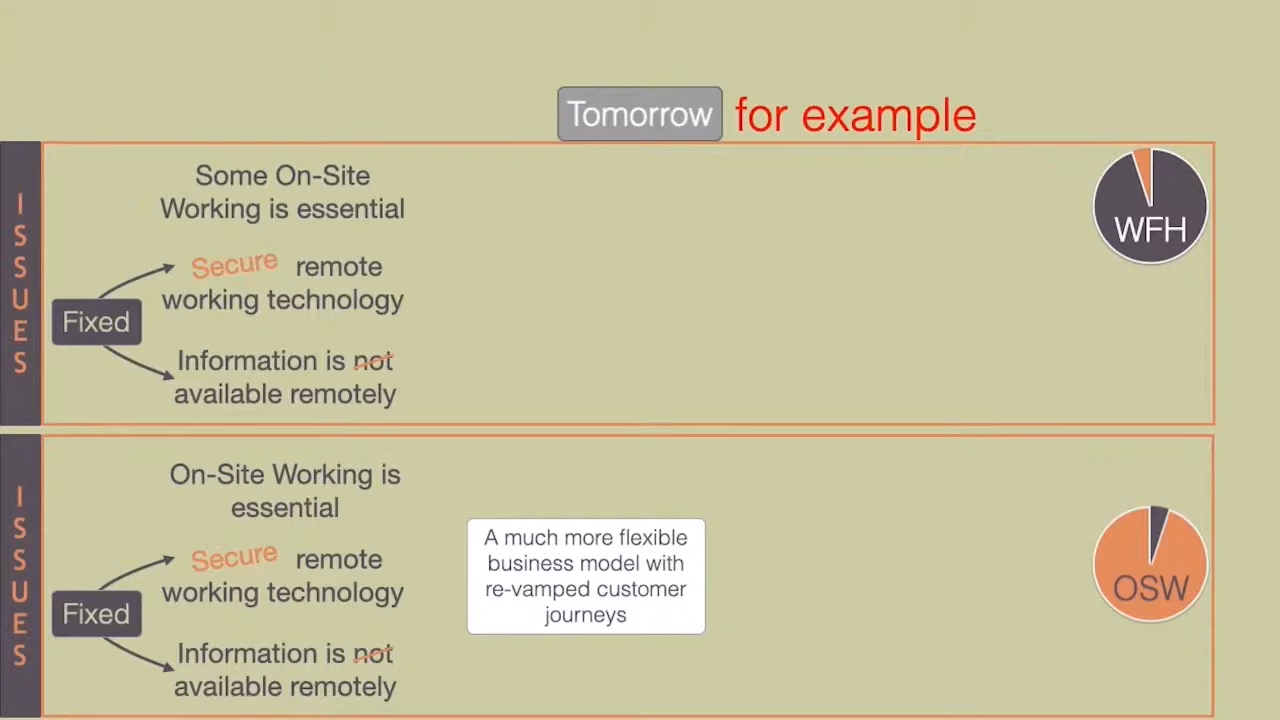 Tomorrow for example
ISSUES
Some On-Site
Working is essential
Secure remote
working technology
Fixed
Information is not
available remotely
WFH
ISSUES
On-Site Working is
essential
Secure remote
working technology
Fixed
Information is not
available remotely
A much more flexible
business model with
re-vamped customer
journeys
OSW